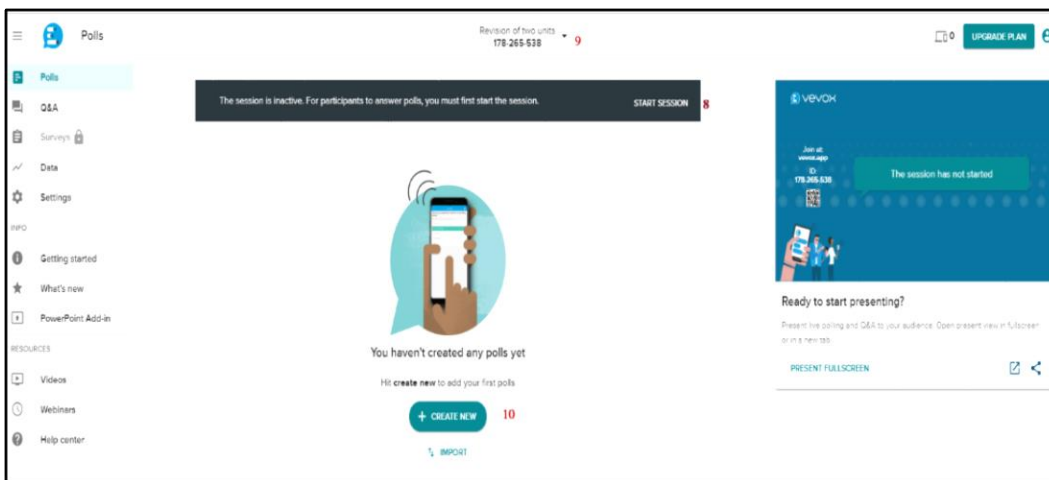 Polls
Revision of two units
178-265-538
9
0
UPGRADE PLAN
Polls
Q&A
Surveys
Data
Settings
INFO
Getting started
What's new
PowerPoint Add-in
RESOURCES
Videos
Webinars
Help center
The session is inactive. For participants to answer polls, you must first start the session.
START SESSION
8
You haven't created any polls yet
Hit create new to add your first polls
+ CREATE NEW
10
IMPORT
vevox
Join at:
vevox.app
ID:
178-265-538
The session has not started
Ready to start presenting?
Present live polling and Q&A to your audience. Open present view in fullscreen
or in a new tab
PRESENT FULLSCREEN